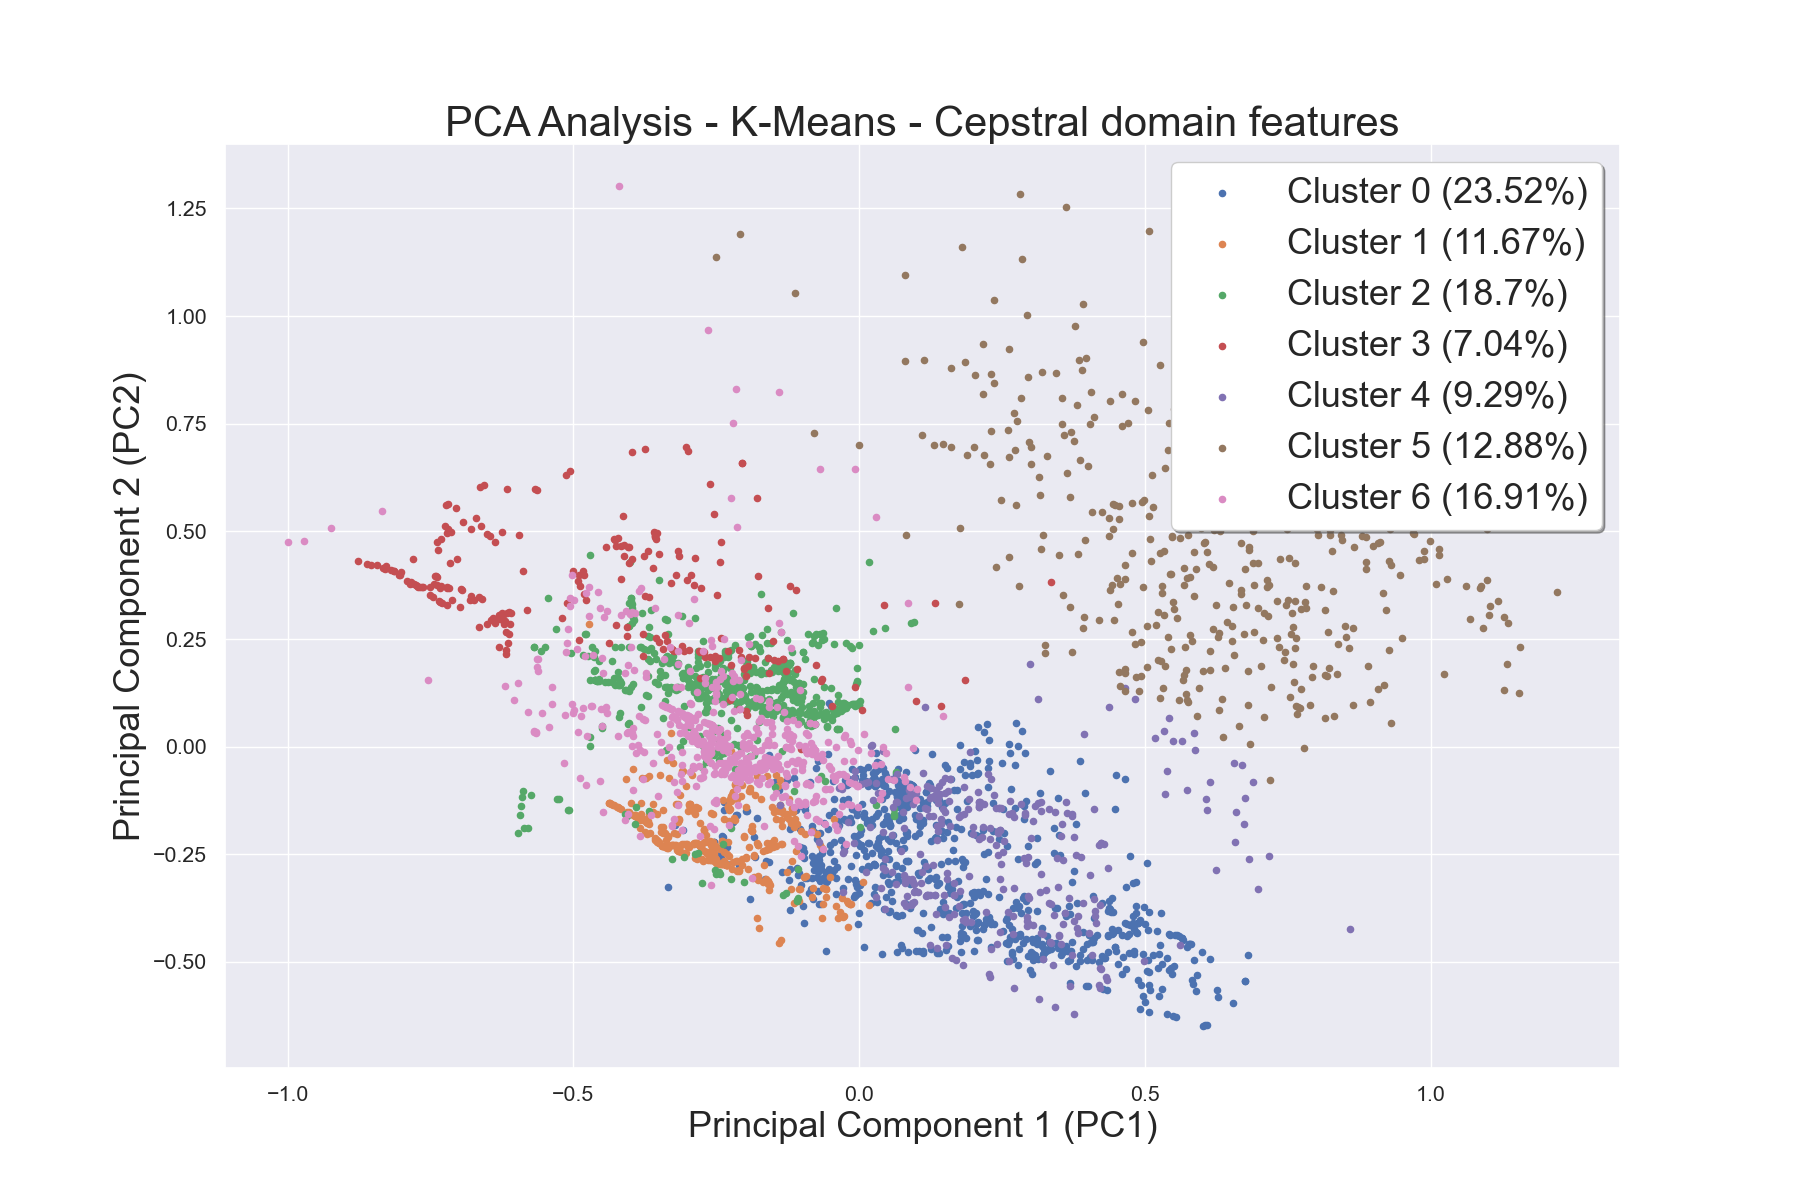 PCA Analysis - K-Means - Cepstral domain features
Cluster 0 (23.52%)
Cluster 1 (11.67%)
Cluster 2 (18.7%)
Cluster 3 (7.04%)
Cluster 4 (9.29%)
Cluster 5 (12.88%)
Cluster 6 (16.91%)
Principal Component 2 (PC2)
1.25
1.00
0.75
0.50
0.25
0.00
−0.25
−0.50
−1.0 −0.5 0.0 0.5 1.0
Principal Component 1 (PC1)